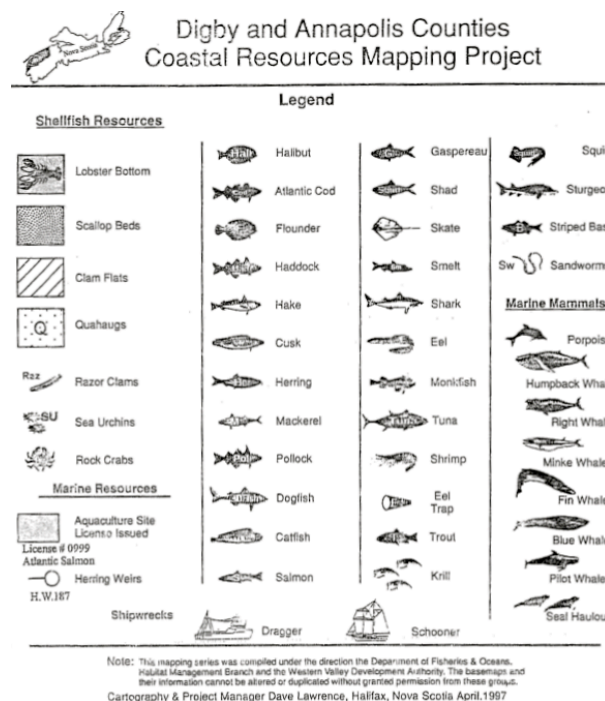 Nova Scotia
Digby and Annapolis Counties
Coastal Resources Mapping Project
Legend
Shellfish Resources
Lobster Bottom
Scallop Beds
Clam Flats
Q
Quahaugs
Raz
Razor Clams
SU
Sea Urchins
Rock Crabs
Marine Resources
Aquaculture Site
License Issued
License # 0999
Atlantic Salmon
Herring Weirs
H.W.187
Halibut
Atlantic Cod
Flounder
Haddock
Hake
Cusk
Herring
Mackerel
Pollock
Dogfish
Catfish
Salmon
Gaspereau
Shad
Skate
Smelt
Shark
Eel
Monkfish
Tuna
Shrimp
Eel
Trap
Trout
Krill
Squi
Sturgeo
Striped Bas
Sw
Sandworms
Marine Mammals
Porpois
Humpback Wha
Right Whal
Minke Whale
Fin Whale
Blue Whal
Pilot Whale
Seal Haulou
Shipwrecks
Dragger
Schooner
Note: This mapping series was compiled under the direction the Department of Fisheries & Oceans,
Habitat Management Branch and the Western Valley Development Authority. The basemaps and
their information cannot be altered or duplicated without granted permission from these groups.
Cartography & Project Manager Dave Lawrence, Halifax, Nova Scotia April.1997